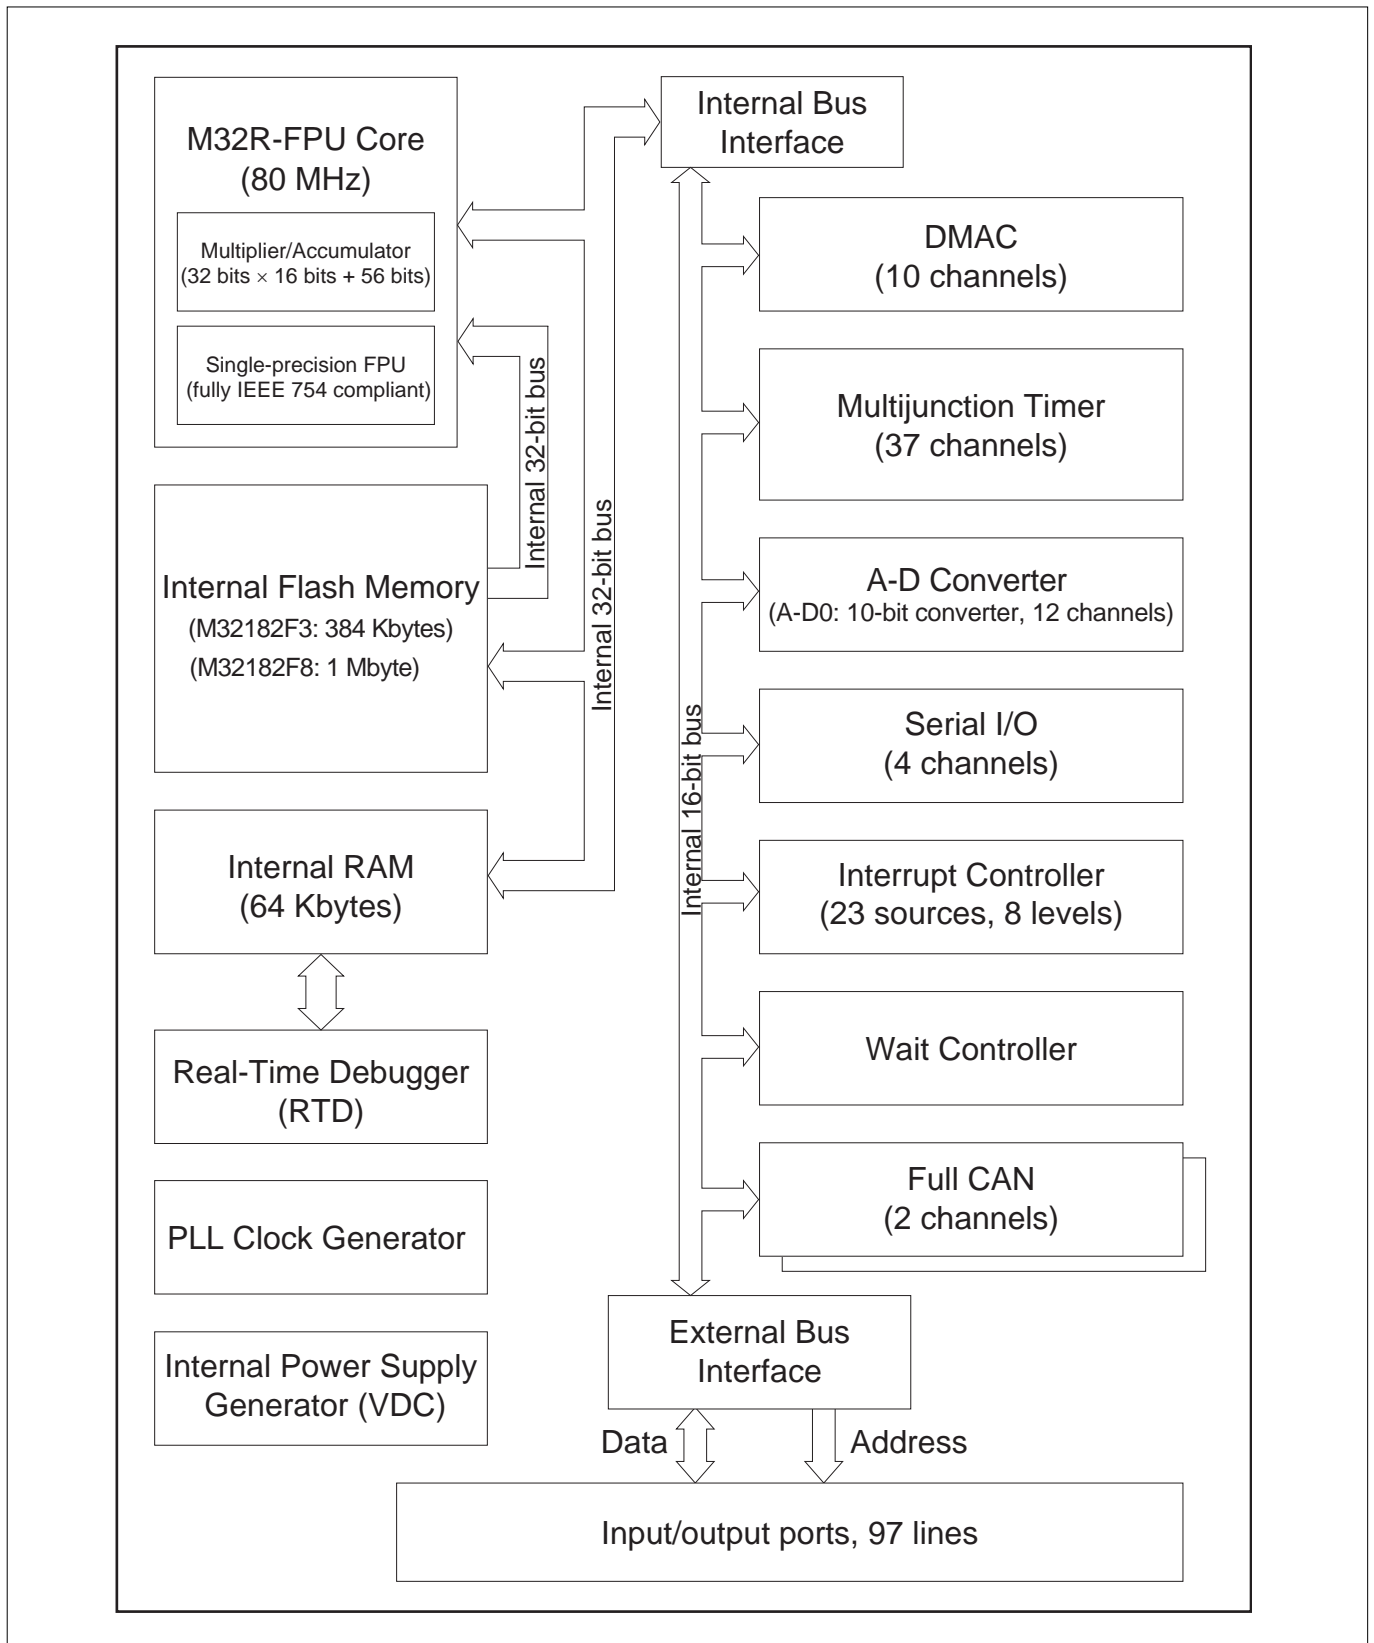 M32R-FPU Core
(80 MHz)
Multiplier/Accumulator
(32 bits × 16 bits + 56 bits)
Single-precision FPU
(fully IEEE 754 compliant)
Internal Flash Memory
(M32182F3: 384 Kbytes)
(M32182F8: 1 Mbyte)
Internal RAM
(64 Kbytes)
Real-Time Debugger
(RTD)
PLL Clock Generator
Internal Power Supply
Generator (VDC)
Internal 32-bit bus
Internal 32-bit bus
Internal 16-bit bus
Internal Bus
Interface
DMAC
(10 channels)
Multijunction Timer
(37 channels)
A-D Converter
(A-D0: 10-bit converter, 12 channels)
Serial I/O
(4 channels)
Interrupt Controller
(23 sources, 8 levels)
Wait Controller
Full CAN
(2 channels)
External Bus
Interface
Data
Address
Input/output ports, 97 lines